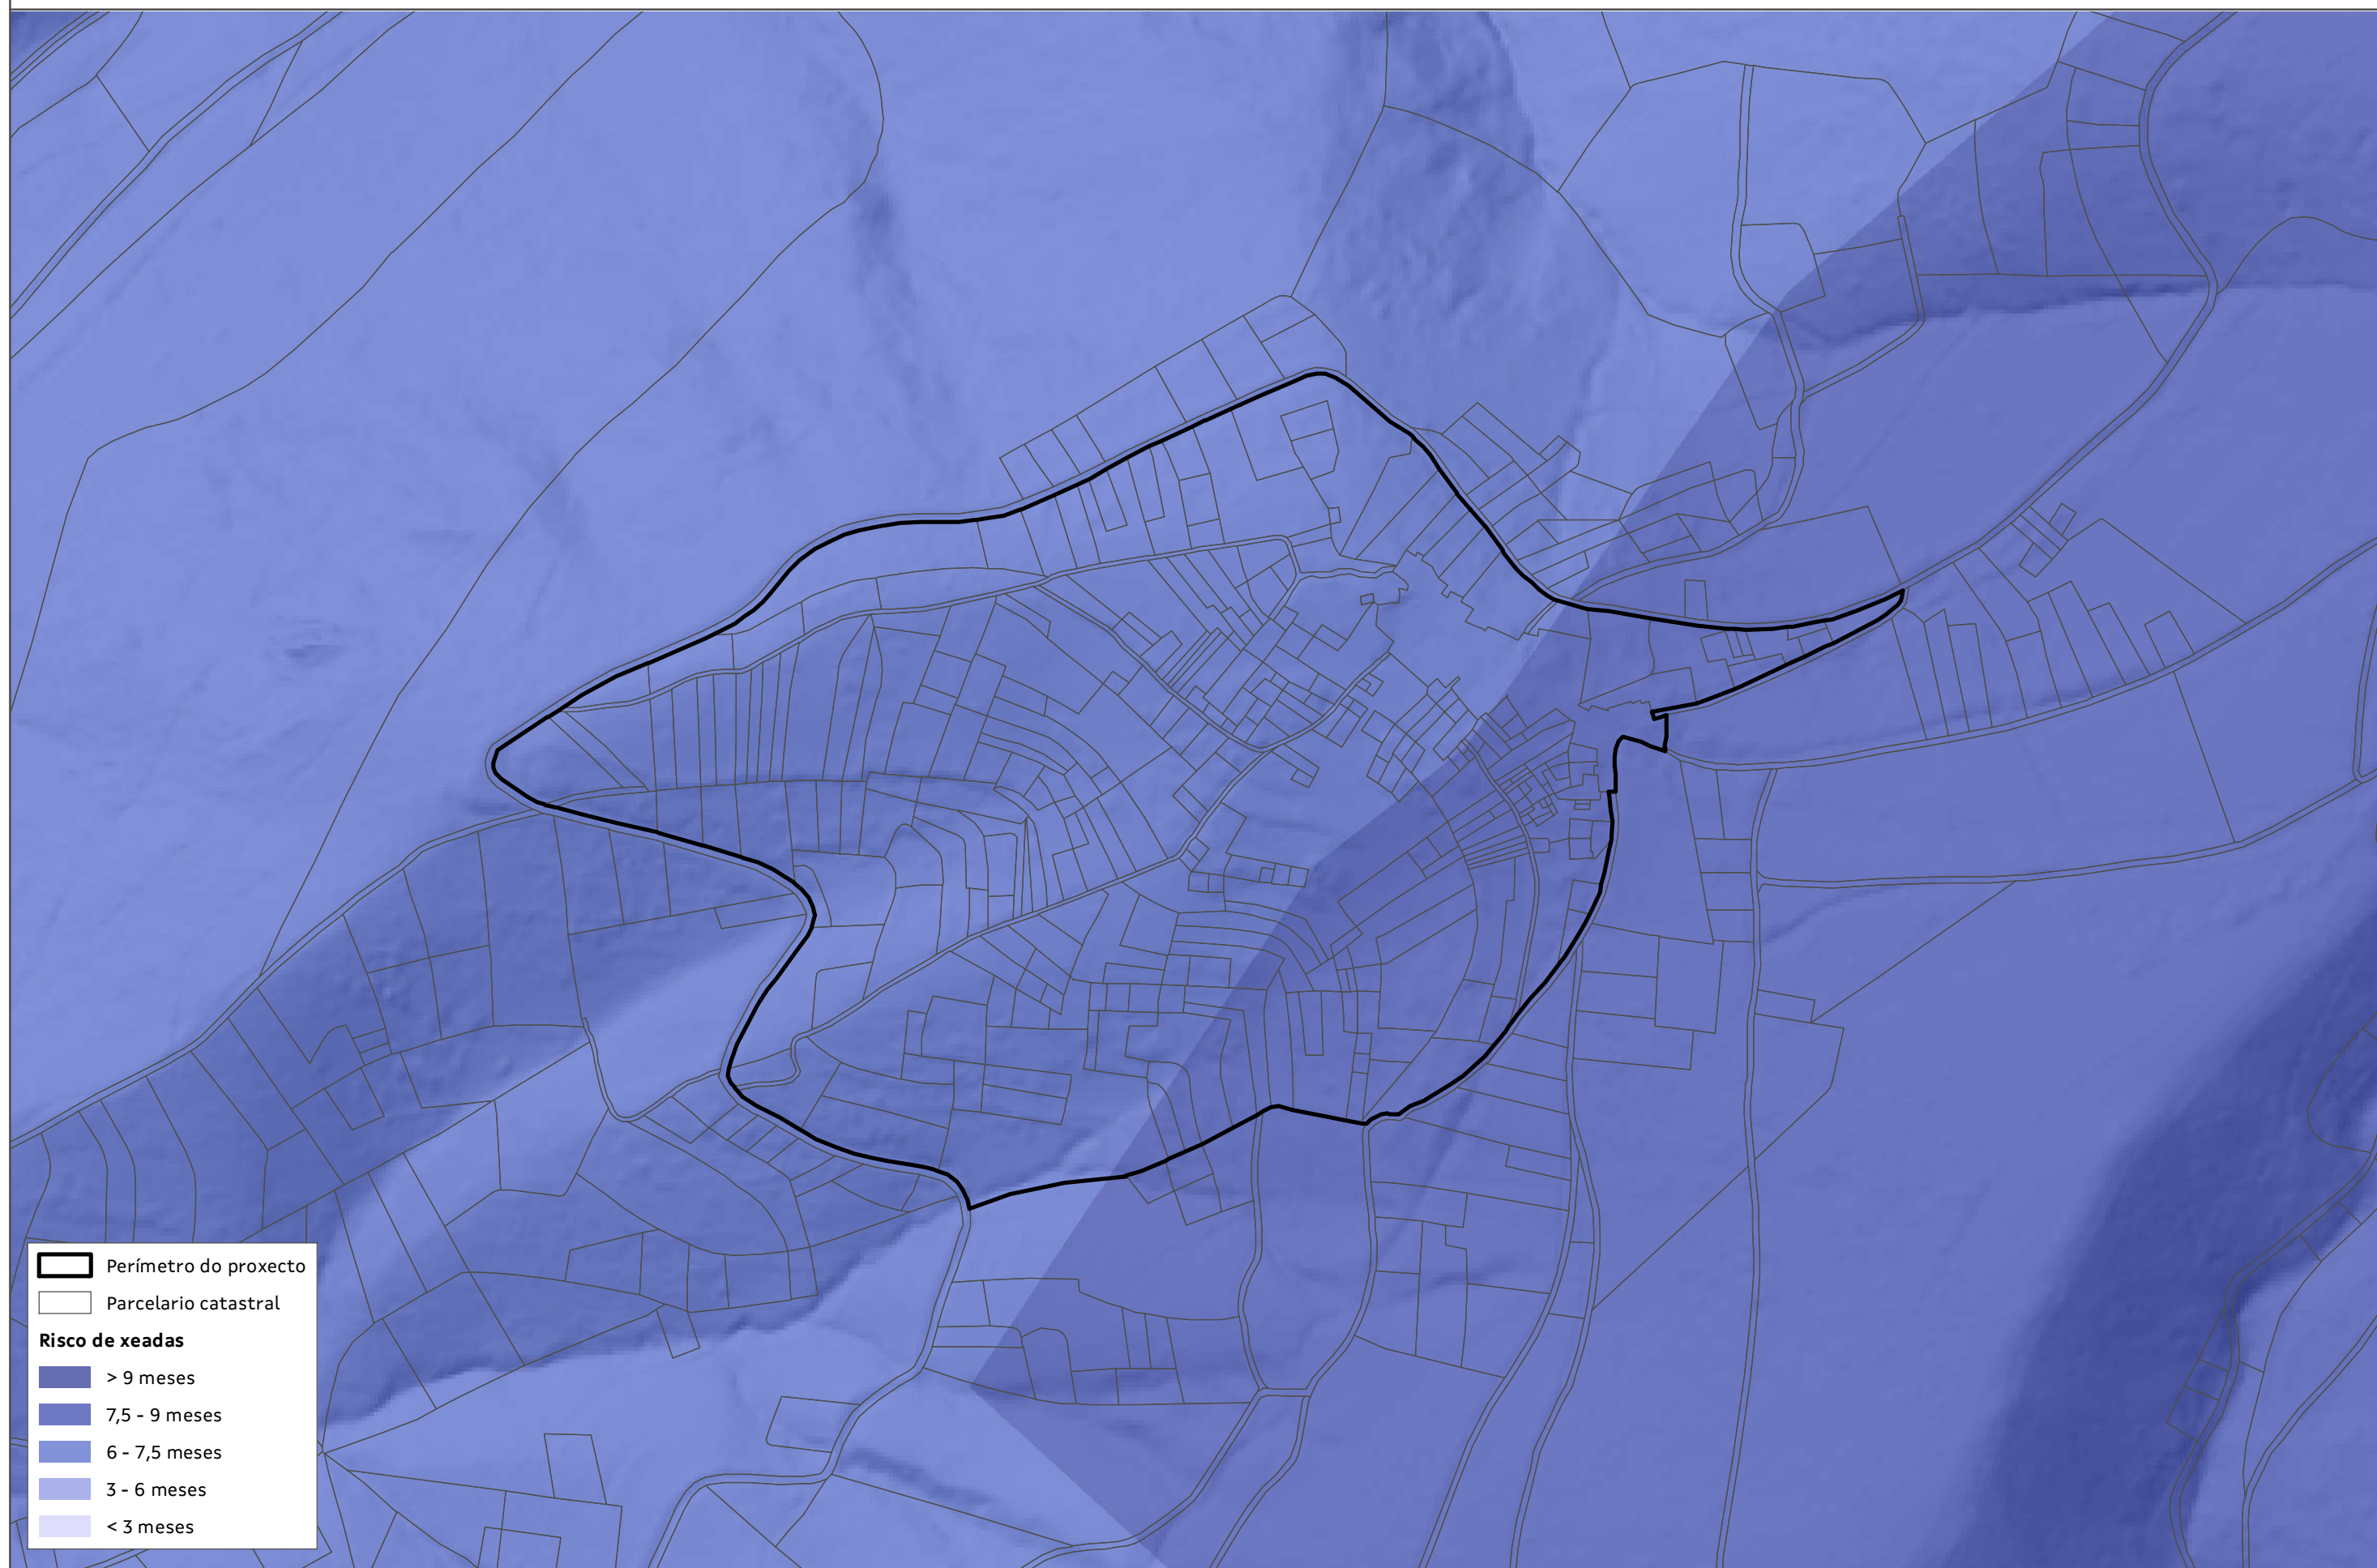 Perímetro do proxecto
Parcelario catastral
Risco de xeadas
> 9 meses
7,5 - 9 meses
6 - 7,5 meses
3 - 6 meses
< 3 meses